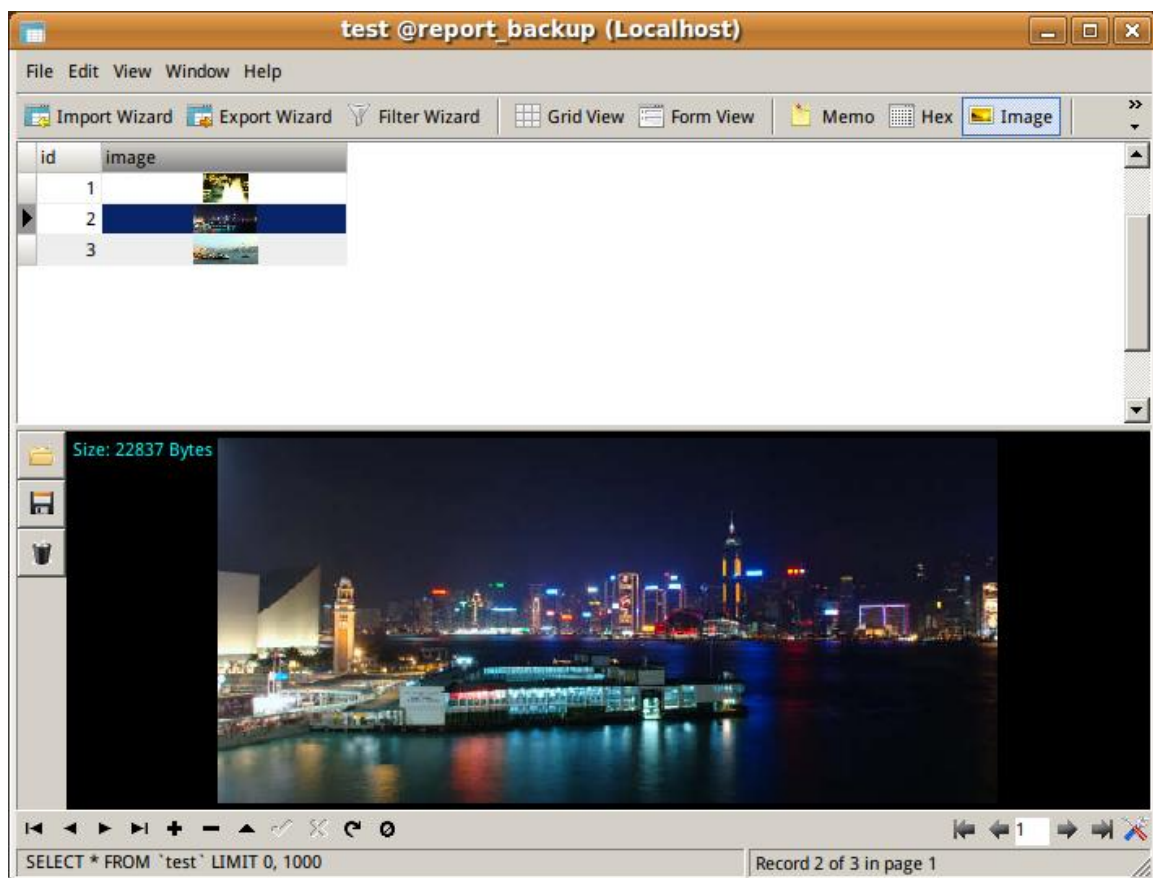 test @report_backup (Localhost)
File Edit View Window Help
Import Wizard Export Wizard Filter Wizard Grid View Form View Memo Hex Image
id image
1
2
3
Size: 22837 Bytes
1
SELECT * FROM `test` LIMIT 0, 1000 Record 2 of 3 in page 1